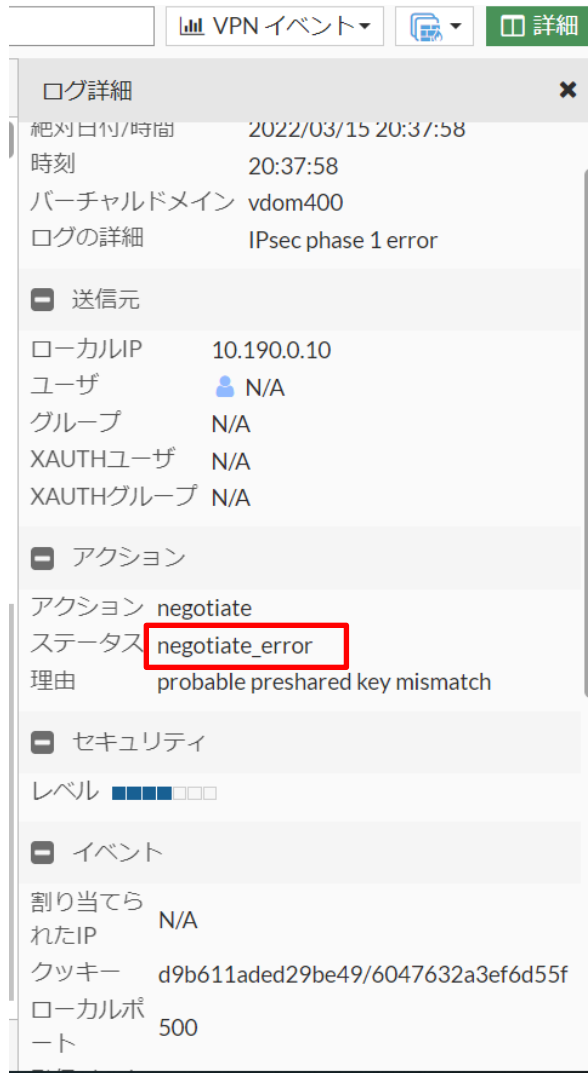 VPN イベント
詳細
ログ詳細
絶対日付/時間 2022/03/15 20:37:58
時刻 20:37:58
バーチャルドメイン vdom400
ログの詳細 IPsec phase 1 error
送信元
ローカルIP 10.190.0.10
ユーザ N/A
グループ N/A
XAUTHユーザ N/A
XAUTHグループ N/A
アクション
アクション negotiate
ステータス negotiate_error
理由 probable preshared key mismatch
セキュリティ
レベル
イベント
割り当てら
れたIP N/A
クッキー d9b611aded29be49/6047632a3ef6d55f
ローカルポ
ート 500